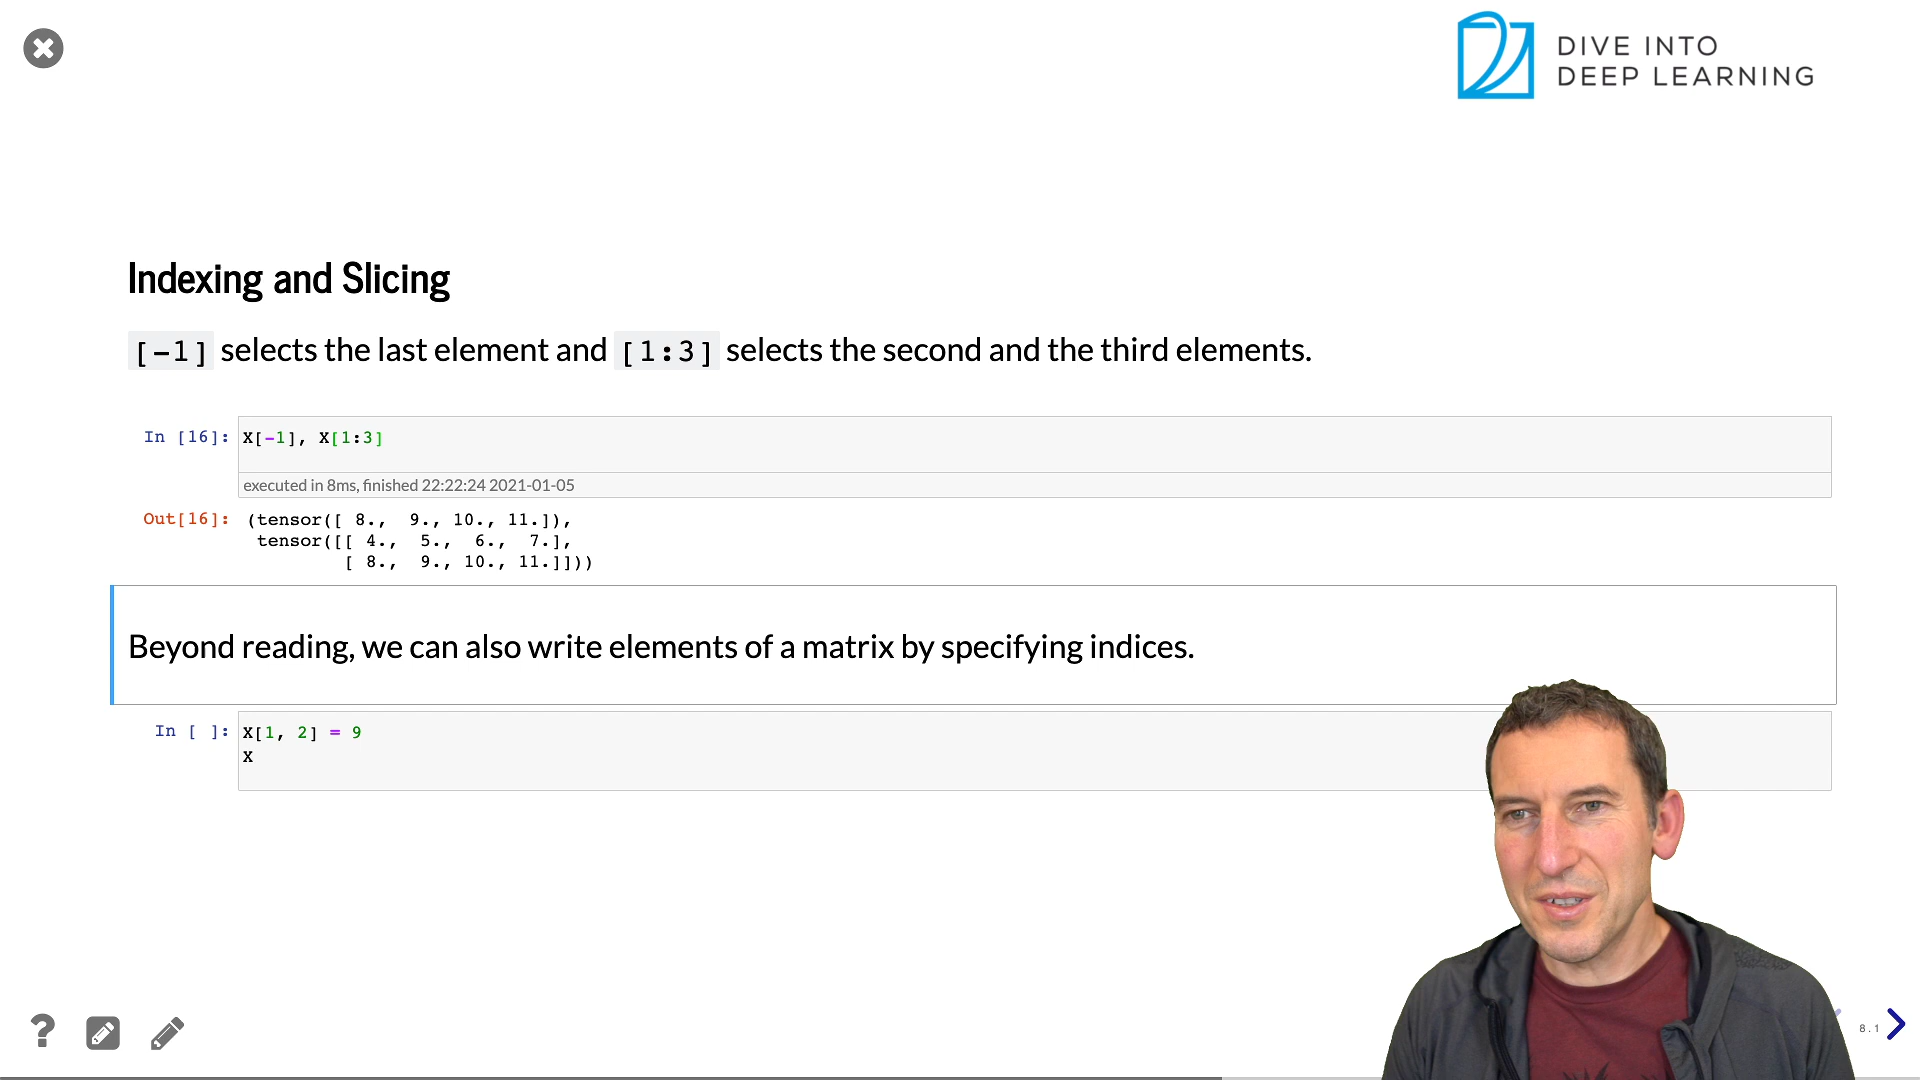 DIVE INTO
DEEP LEARNING
Indexing and Slicing
[-1] selects the last element and [1:3] selects the second and the third elements.
In [16]: X[-1], X[1:3]
executed in 8ms, finished 22:22:24 2021-01-05
Out[16]: (tensor([ 8., 9., 10., 11.]),
tensor([[ 4., 5., 6., 7.],
[ 8., 9., 10., 11.]]))
Beyond reading, we can also write elements of a matrix by specifying indices.
In [ ]: X[1, 2] = 9
X
?
8.1